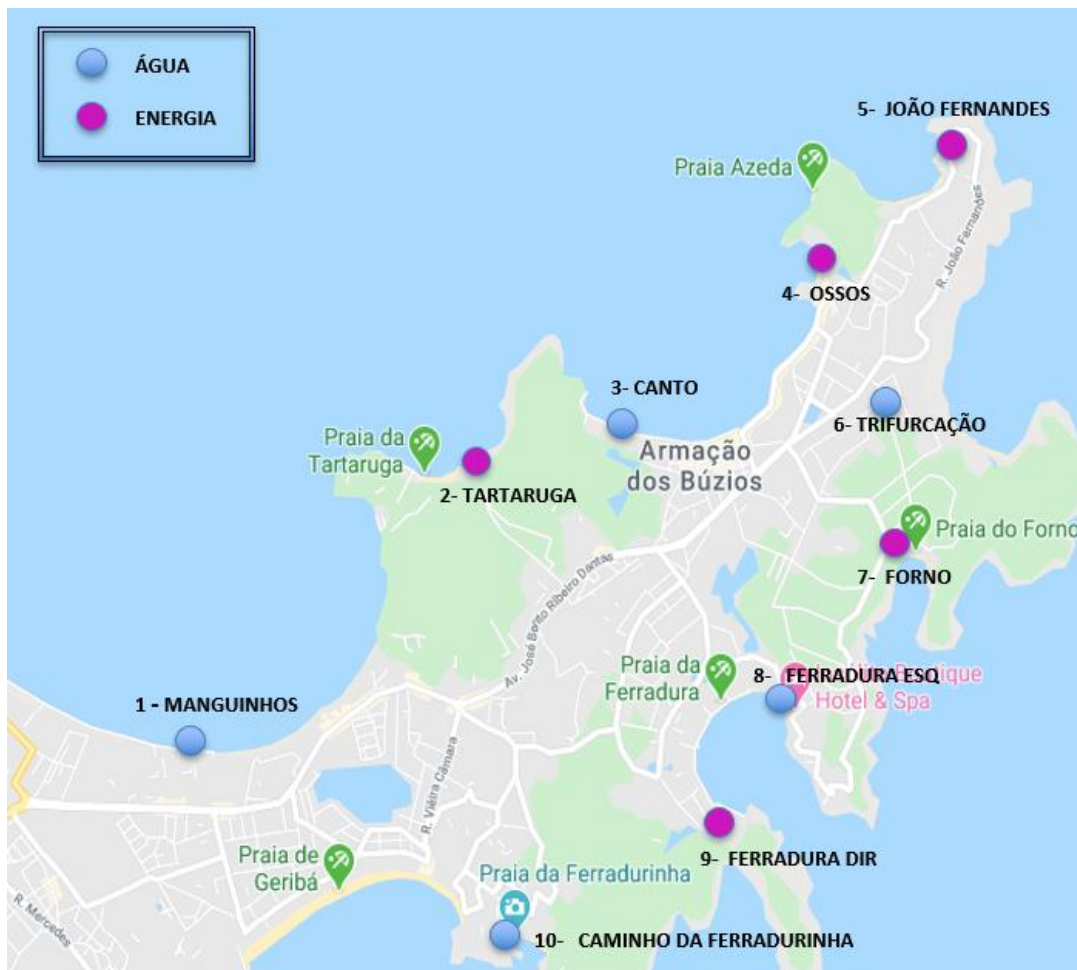 ÁGUA
ENERGIA
5- JOÃO FERNANDES
Praia Azeda
R. João Fernandes
4- OSSOS
3- CANTO
6- TRIFURCAÇÃO
Praia da
Tartaruga
Armação
dos Búzios
2- TARTARUGA
Praia do Forno
7- FORNO
Av. José Bento Ribeiro Dantas
Praia da
Ferradura
8- FERRADURA ESQ
Hotel & Spa
1 - MANGUINHOS
R. Vieira Câmara
9- FERRADURA DIR
Praia de
Geribá
Praia da Ferradurinha
R. Mercedes
10- CAMINHO DA FERRADURINHA